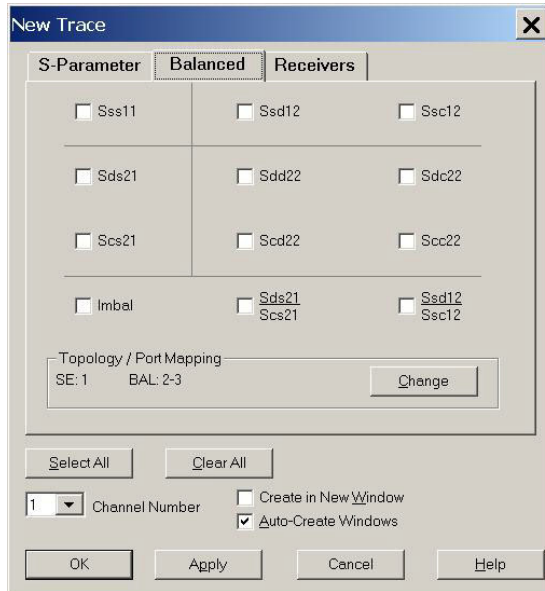 New Trace
S-Parameter Balanced Receivers
Sss11 Ssd12 Ssc12
Sds21 Sdd22 Sdc22
Scs21 Scd22 Scc22
Imbal Sds21 Ssd12
Scs21 Ssc12
Topology / Port Mapping
SE: 1 BAL: 2-3 Change
Select All Clear All
1 Channel Number Create in New Window
Auto-Create Windows
OK Apply Cancel Help